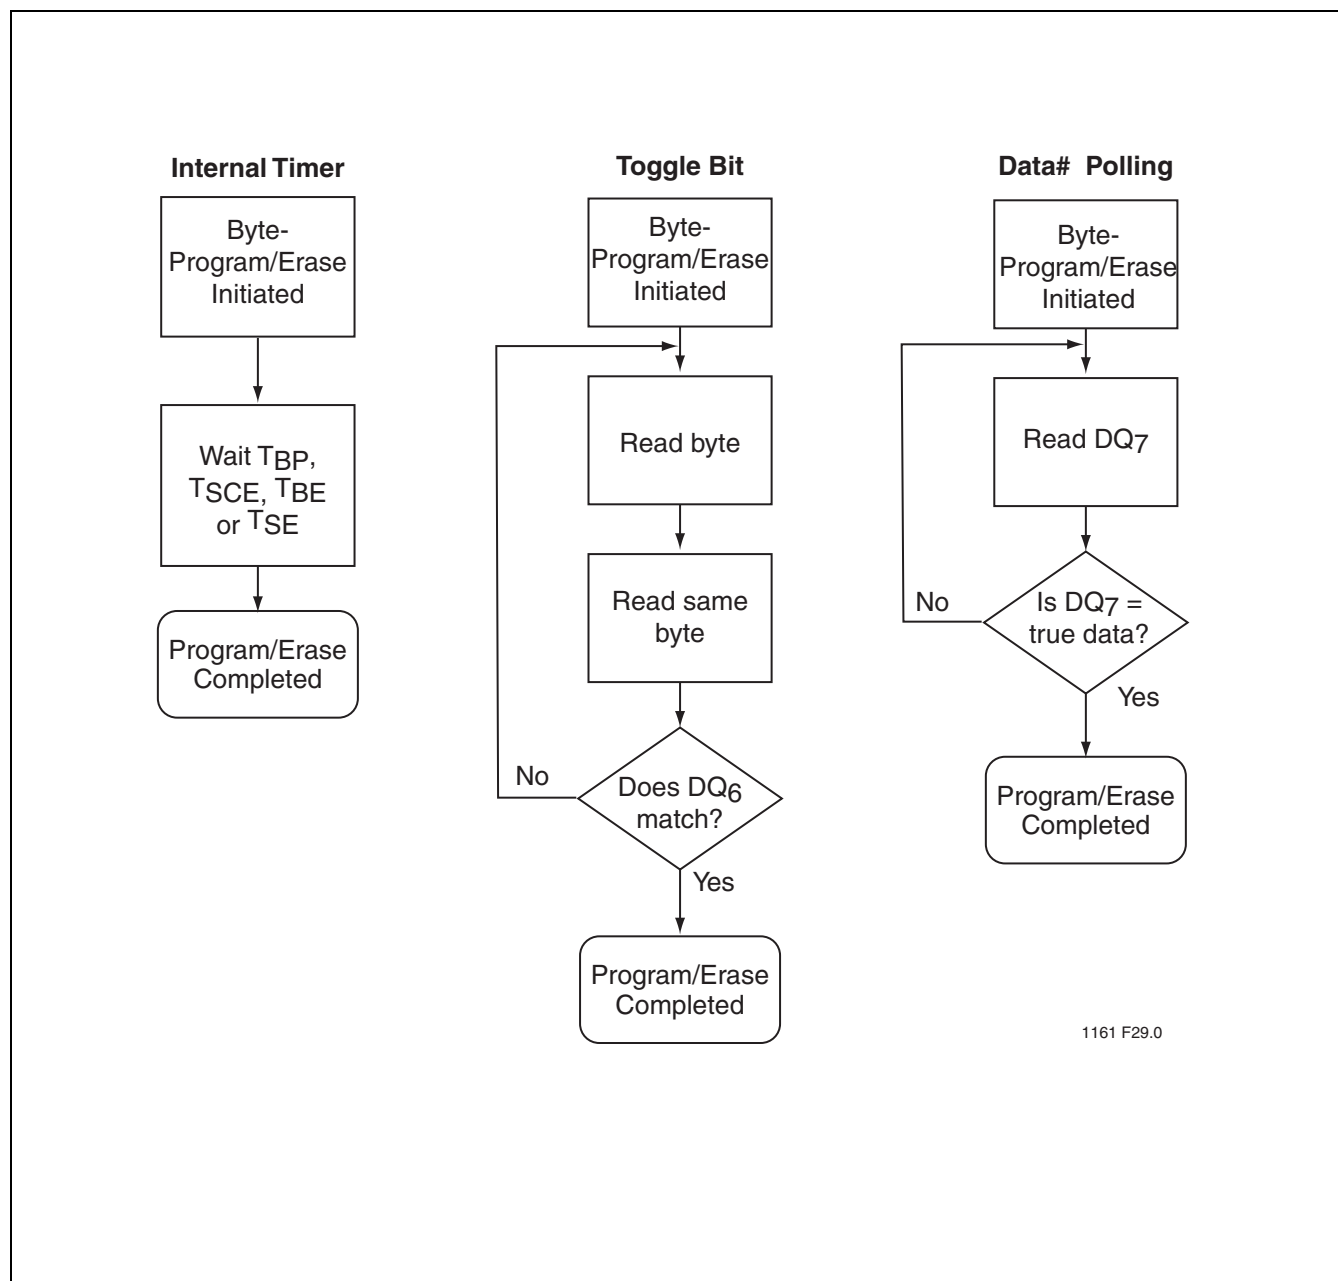 Internal Timer
Byte-
Program/Erase
Initiated
Wait TBP,
TSCE, TBE
or TSE
Program/Erase
Completed
Toggle Bit
Byte-
Program/Erase
Initiated
Read byte
Read same
byte
No
Does DQ6
match?
Yes
Program/Erase
Completed
Data# Polling
Byte-
Program/Erase
Initiated
Read DQ7
No
Is DQ7 =
true data?
Yes
Program/Erase
Completed
1161 F29.0